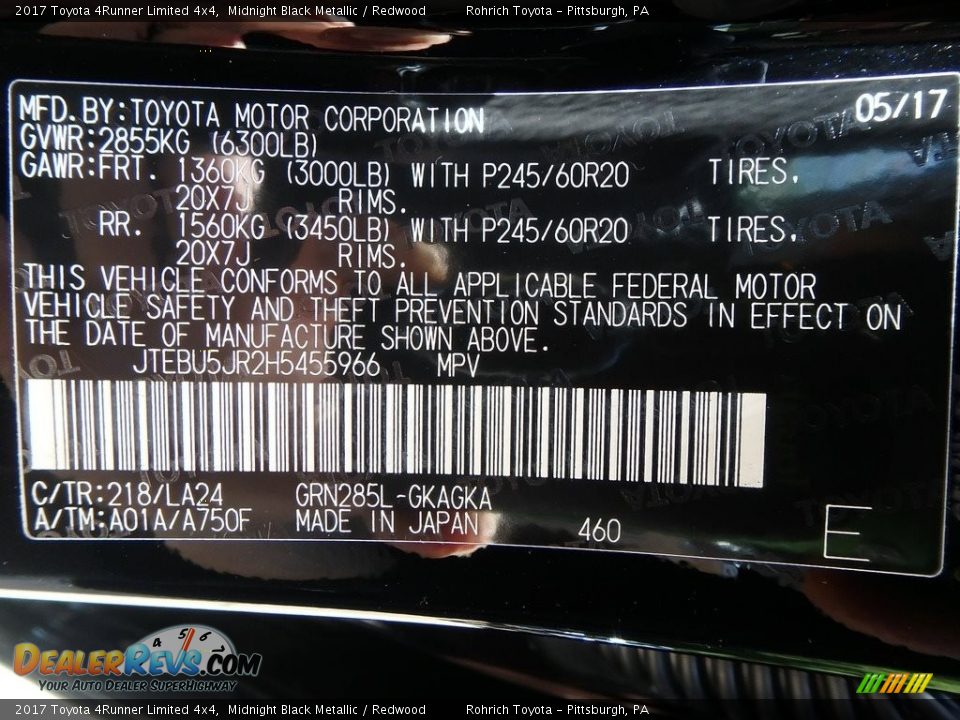 2017 Toyota 4Runner Limited 4x4, Midnight Black Metallic / Redwood Rohrich Toyota - Pittsburgh, PA
MFD.BY:TOYOTA MOTOR CORPORATION 05/17
GVWR:2855KG (6300LB)
GAWR:FRT. 1360KG (3000LB) WITH P245/60R20 TIRES,
20X7J RIMS.
RR. 1560KG (3450LB) WITH P245/60R20 TIRES,
20X7J RIMS.
THIS VEHICLE CONFORMS TO ALL APPLICABLE FEDERAL MOTOR
VEHICLE SAFETY AND THEFT PREVENTION STANDARDS IN EFFECT ON
THE DATE OF MANUFACTURE SHOWN ABOVE.
JTEBU5JR2H5455966 MPV
C/TR:218/LA24 GRN285L-GKAGKA
A/TM:A01A/A750F MADE IN JAPAN 460 E
4 5 6
DEALERREVS.COM
YOUR AUTO DEALER SUPERHIGHWAY
2017 Toyota 4Runner Limited 4x4, Midnight Black Metallic / Redwood Rohrich Toyota - Pittsburgh, PA